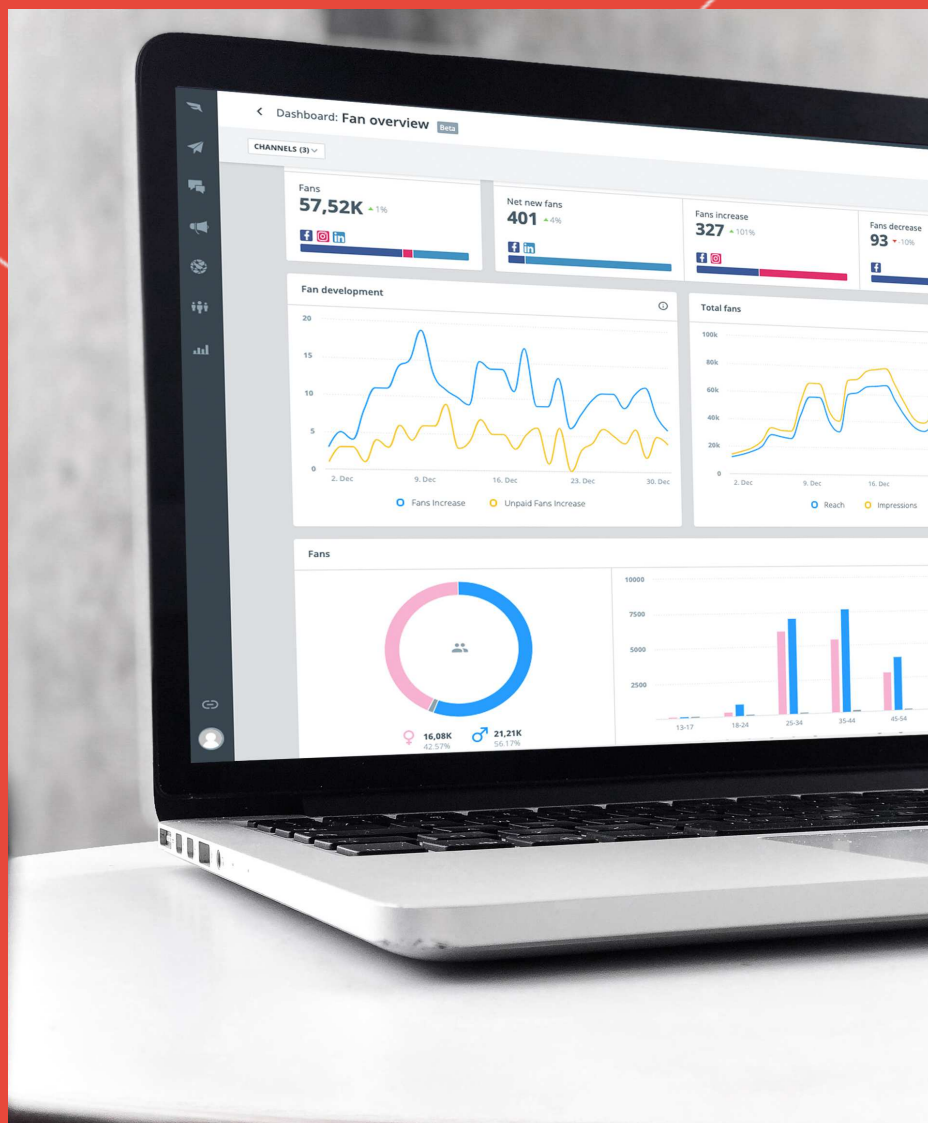 Dashboard: Fan overview Beta
CHANNELS (3)
Fans
57,52K 1%
Net new fans
401 4%
Fans increase
327 101%
Fans decrease
93 -10%
Fan development
20
15
10
5
0
2. Dec 9. Dec 16. Dec 23. Dec 30. Dec
Fans Increase Unpaid Fans Increase
Total fans
100k
80k
60k
40k
20k
0
2. Dec 9. Dec 16. Dec
Reach Impressions
Fans
16,08K 21,21K
42.57% 56.17%
10000
7500
5000
2500
13-17 18-24 25-34 35-44 45-54